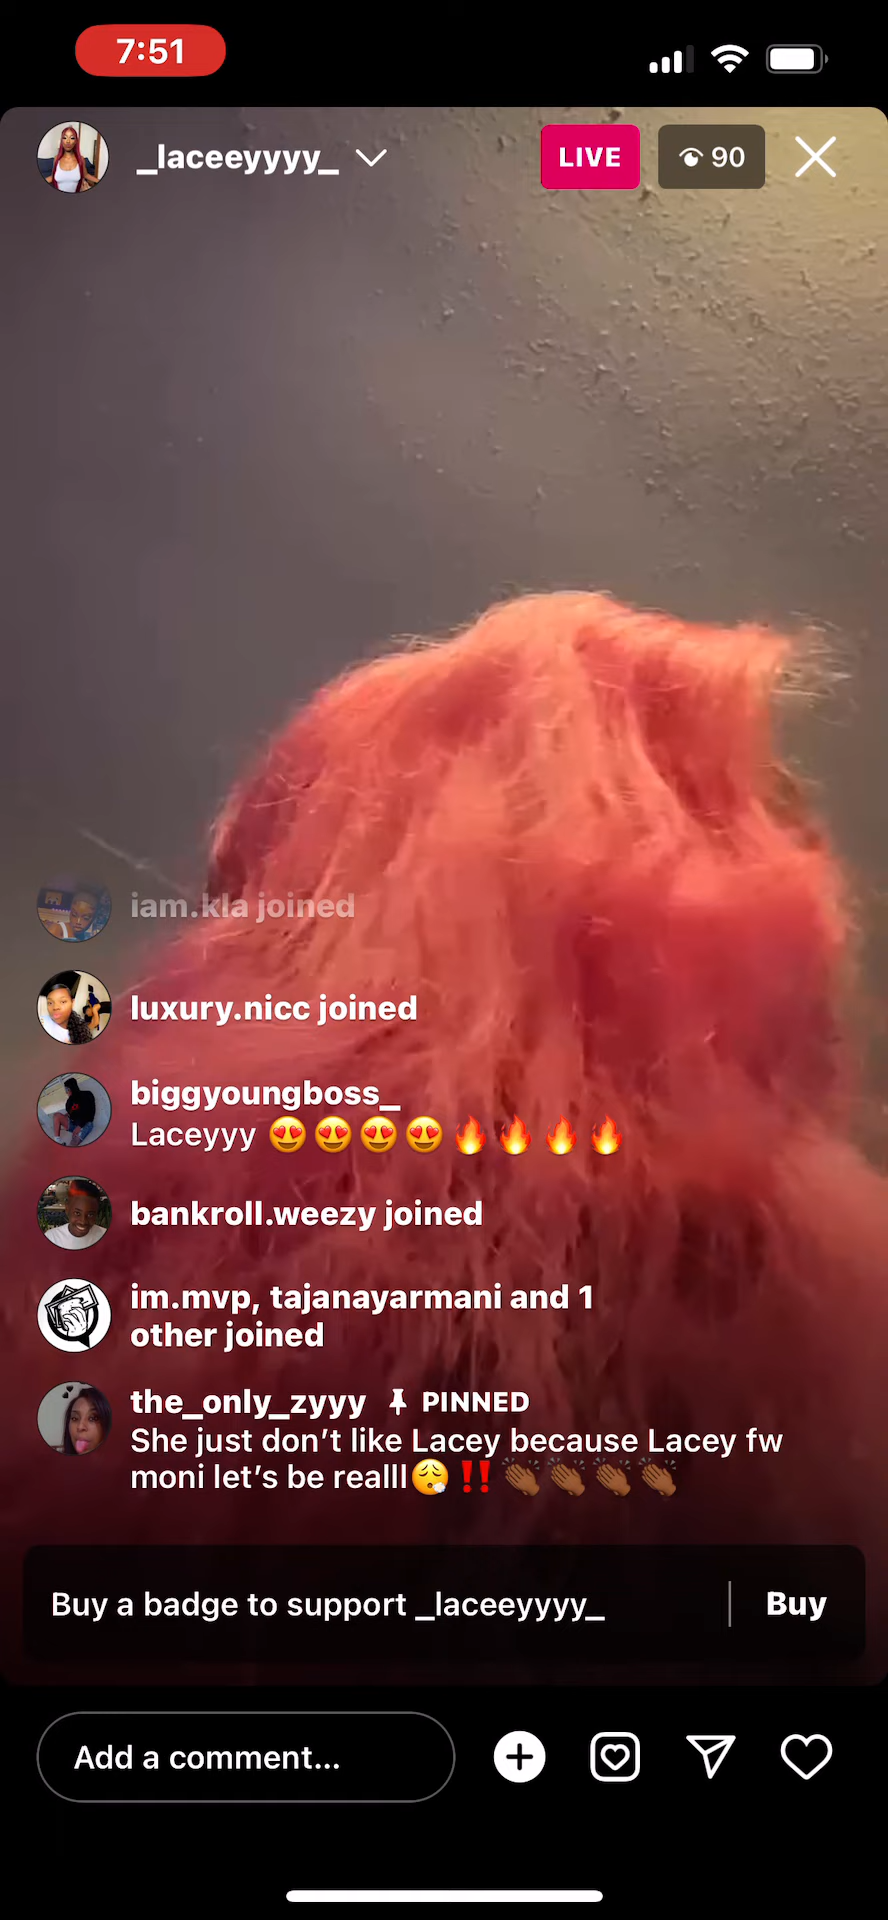 7:51
_laceeyyyy_
LIVE
90
iam.kla joined
luxury.nicc joined
biggyoungboss_
Laceyyy 😍😍😍😍🔥🔥🔥🔥
bankroll.weezy joined
im.mvp, tajanayarmani and 1
other joined
the_only_zyyy 📌 PINNED
She just don't like Lacey because Lacey fw
moni let's be realll😮‍💨‼️👏🏾👏🏾👏🏾👏🏾
Buy a badge to support _laceeyyyy_ | Buy
Add a comment...